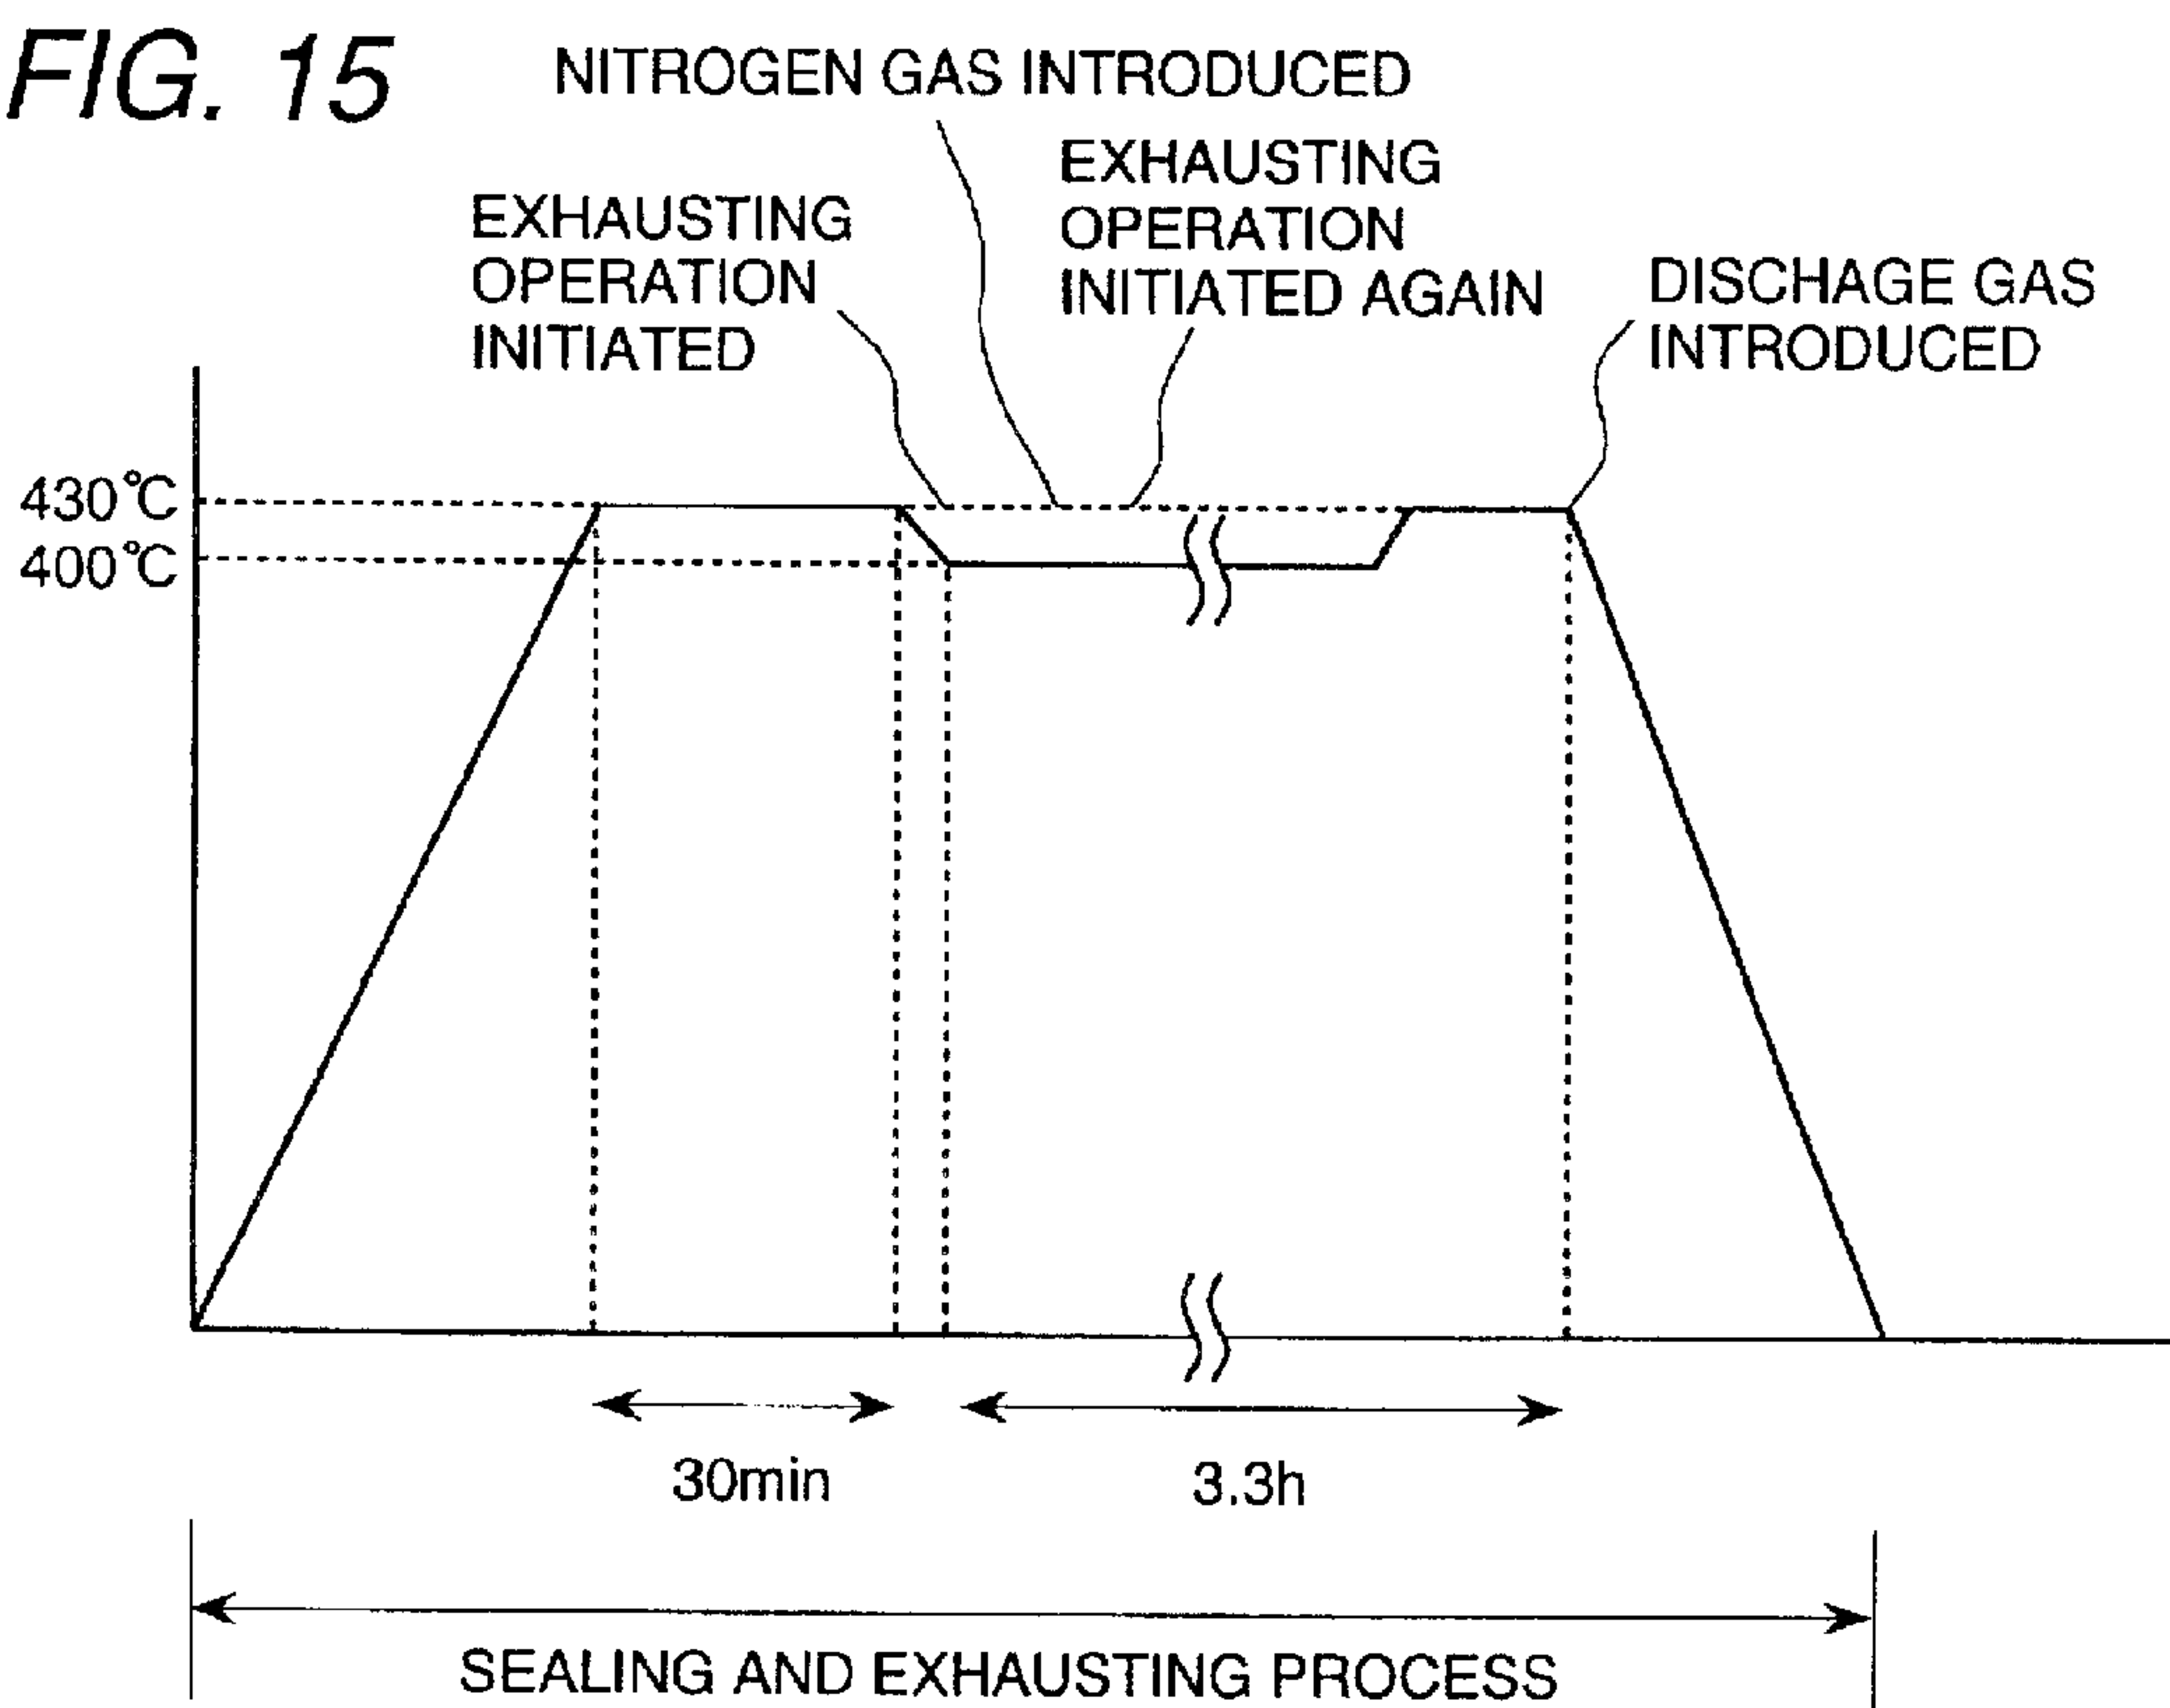 FIG. 15
NITROGEN GAS INTRODUCED
EXHAUSTING
OPERATION
INITIATED AGAIN
EXHAUSTING
OPERATION
INITIATED
DISCHAGE GAS
INTRODUCED
430°C
400°C
30min
3.3h
SEALING AND EXHAUSTING PROCESS